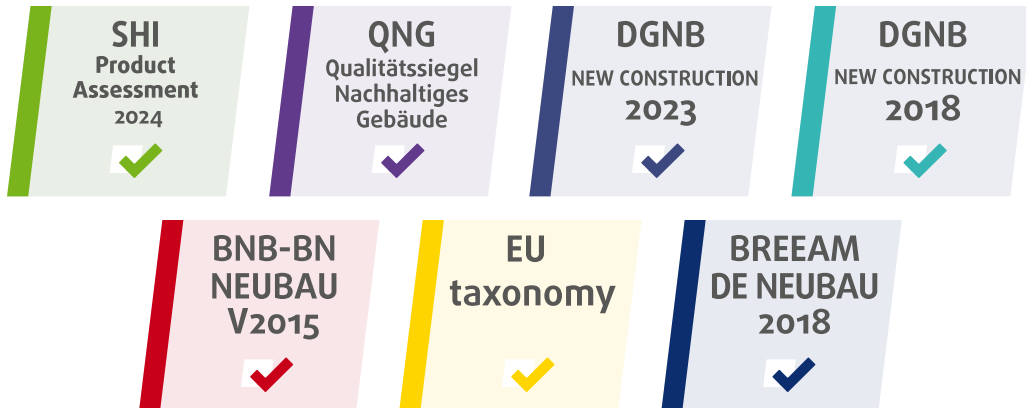 SHI
Product
Assessment
2024
QNG
Qualitätssiegel
Nachhaltiges
Gebäude
DGNB
NEW CONSTRUCTION
2023
DGNB
NEW CONSTRUCTION
2018
BNB-BN
NEUBAU
V2015
EU
taxonomy
BREEAM
DE NEUBAU
2018